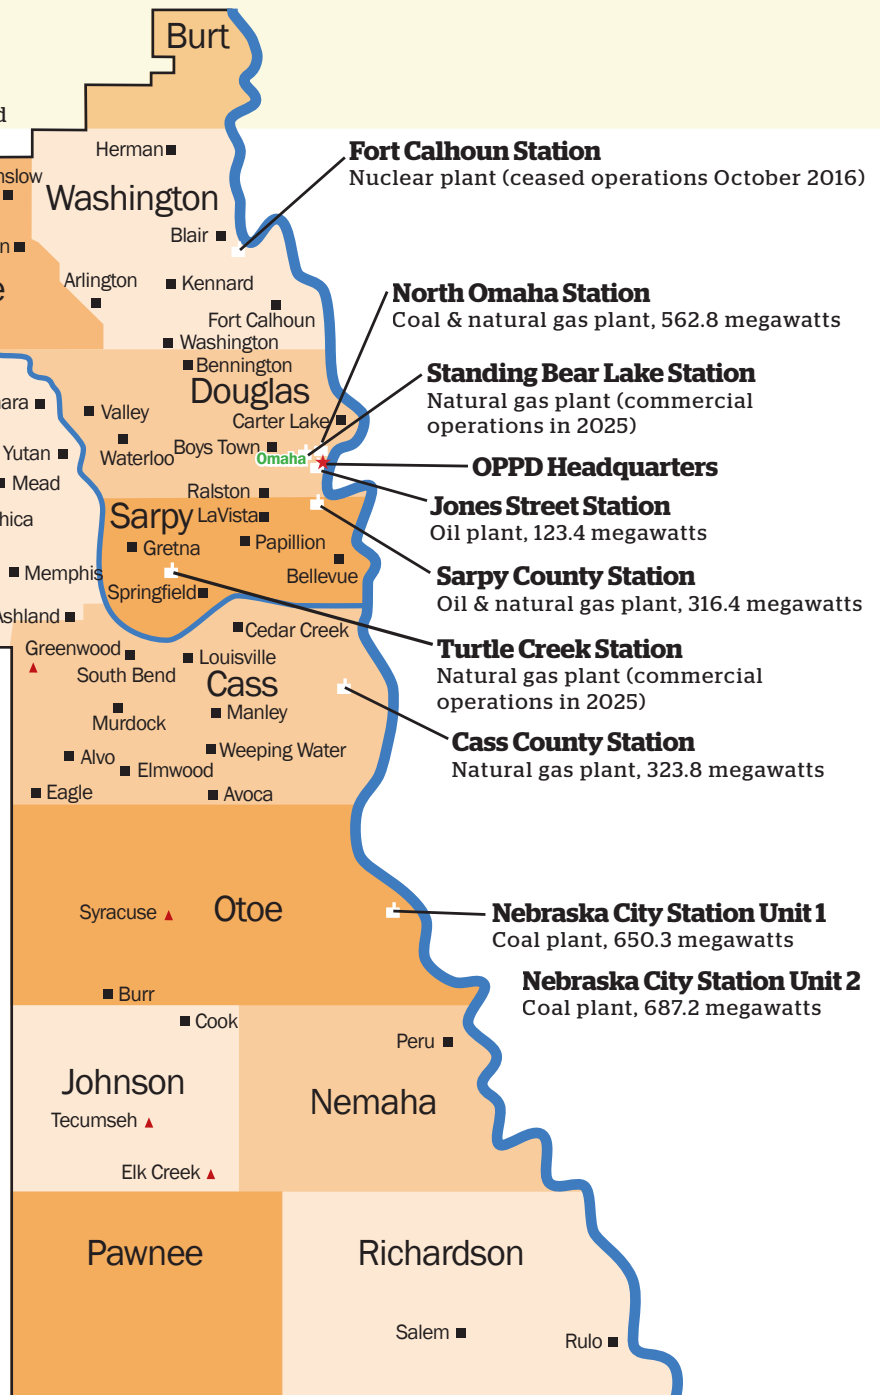 Burt
d
Herman
Fort Calhoun Station
Nuclear plant (ceased operations October 2016)
nslow
Washington
Blair
n
Arlington
Kennard
e
North Omaha Station
Coal & natural gas plant, 562.8 megawatts
Fort Calhoun
Washington
Bennington
Standing Bear Lake Station
Natural gas plant (commercial
operations in 2025)
Douglas
ara
Valley
Carter Lake
Yutan
Waterloo
Boys Town
Omaha
OPPD Headquarters
Mead
Ralston
Jones Street Station
Oil plant, 123.4 megawatts
hica
Sarpy
LaVista
Gretna
Papillion
Memphis
Bellevue
Sarpy County Station
Oil & natural gas plant, 316.4 megawatts
Springfield
Ashland
Cedar Creek
Greenwood
Turtle Creek Station
Natural gas plant (commercial
operations in 2025)
Louisville
South Bend
Cass
Murdock
Manley
Cass County Station
Natural gas plant, 323.8 megawatts
Alvo
Weeping Water
Elmwood
Eagle
Avoca
Syracuse
Otoe
Nebraska City Station Unit 1
Coal plant, 650.3 megawatts
Nebraska City Station Unit 2
Coal plant, 687.2 megawatts
Burr
Cook
Peru
Johnson
Nemaha
Tecumseh
Elk Creek
Pawnee
Richardson
Salem
Rulo